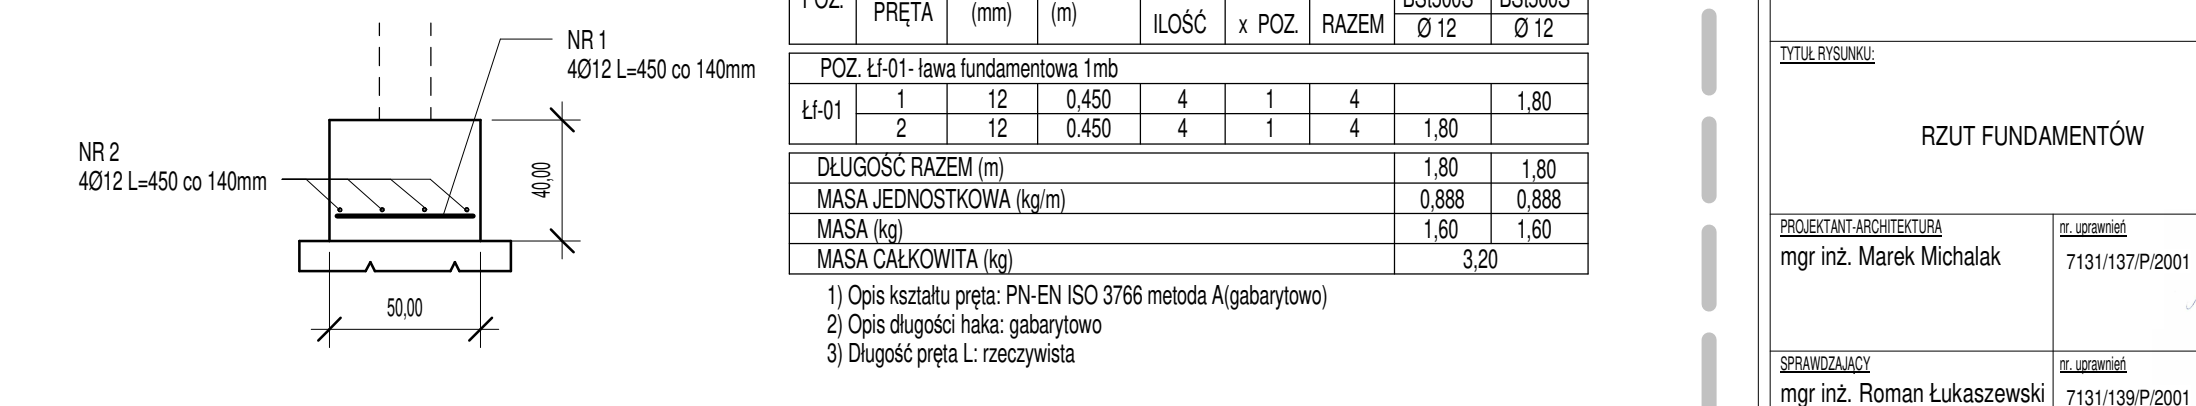 NR 1
4Ø12 L=450 co 140mm
NR 2
4Ø12 L=450 co 140mm
40,00
50,00
POZ. PRĘTA (mm) (m) ILOŚĆ x POZ. RAZEM BSt500S BSt500S
Ø 12 Ø 12
POZ. Łf-01- ława fundamentowa 1mb
Łf-01 1 12 0,450 4 1 4 1,80
2 12 0.450 4 1 4 1,80
DŁUGOŚĆ RAZEM (m) 1,80 1,80
MASA JEDNOSTKOWA (kg/m) 0,888 0,888
MASA (kg) 1,60 1,60
MASA CAŁKOWITA (kg) 3,20
1) Opis kształtu pręta: PN-EN ISO 3766 metoda A(gabarytowo)
2) Opis długości haka: gabarytowo
3) Długość pręta L: rzeczywista
TYTUŁ RYSUNKU:
RZUT FUNDAMENTÓW
PROJEKTANT-ARCHITEKTURA nr. uprawnień
mgr inż. Marek Michalak 7131/137/P/2001
SPRAWDZAJĄCY nr. uprawnień
mgr inż. Roman Łukaszewski 7131/139/P/2001